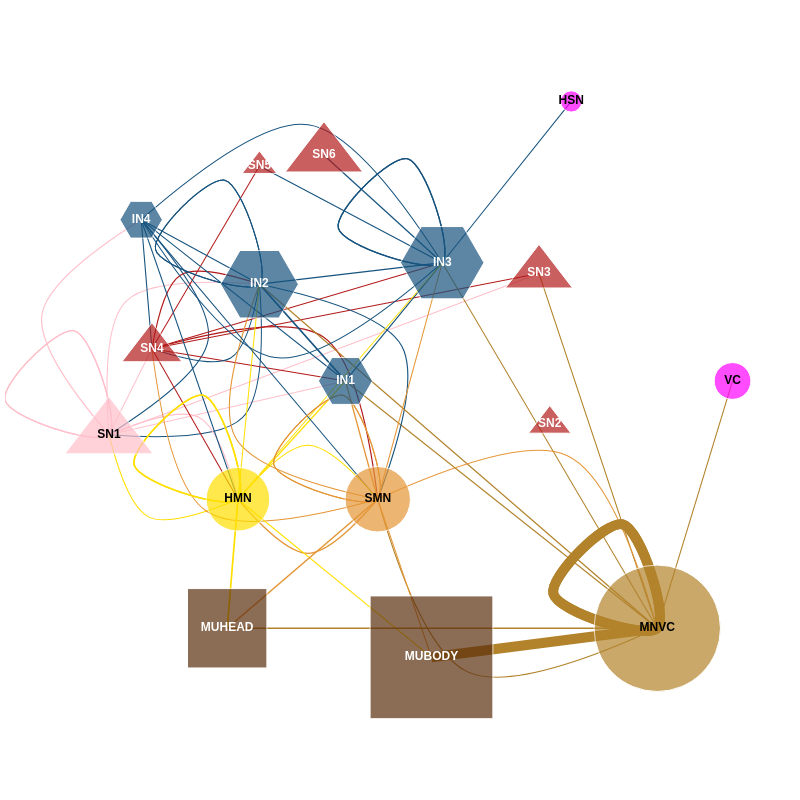 HSN
SN6
SN5
IN4
IN3
SN3
IN2
SN4
IN1
VC
SN2
SN1
HMN
SMN
MUHEAD
MNVC
MUBODY